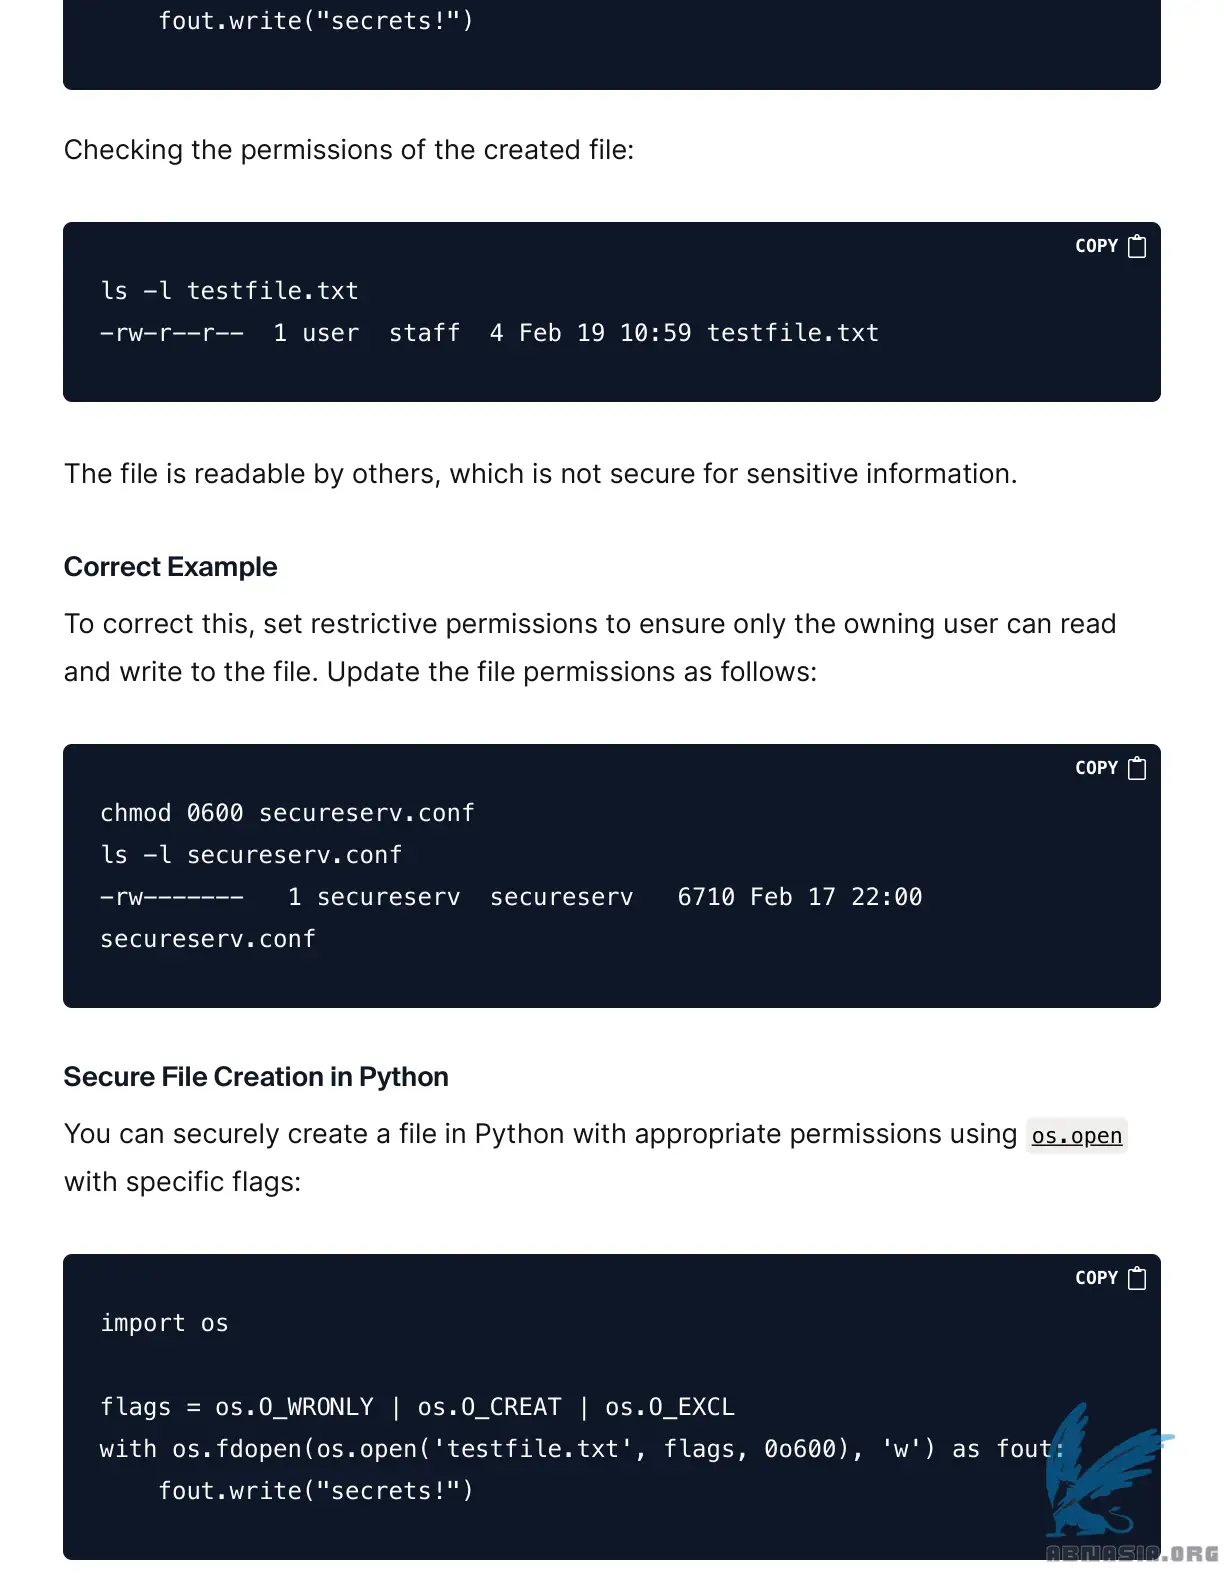 fout.write("secrets!")
Checking the permissions of the created file:
COPY
ls -l testfile.txt
-rw-r--r--  1 user  staff  4 Feb 19 10:59 testfile.txt
The file is readable by others, which is not secure for sensitive information.
Correct Example
To correct this, set restrictive permissions to ensure only the owning user can read
and write to the file. Update the file permissions as follows:
COPY
chmod 0600 secureserv.conf
ls -l secureserv.conf
-rw-------   1 secureserv  secureserv   6710 Feb 17 22:00
secureserv.conf
Secure File Creation in Python
You can securely create a file in Python with appropriate permissions using os.open
with specific flags:
COPY
import os
flags = os.O_WRONLY | os.O_CREAT | os.O_EXCL
with os.fdopen(os.open('testfile.txt', flags, 0o600), 'w') as fout:
    fout.write("secrets!")
ABMASIR.ORG